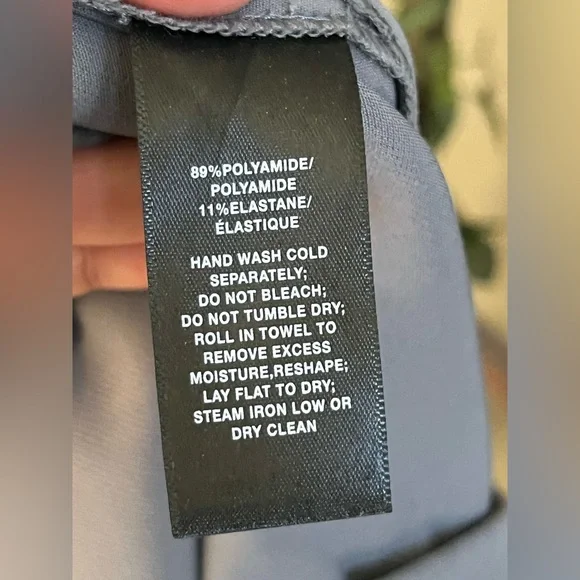 89%POLYAMIDE/
POLYAMIDE
11%ELASTANE/
ÉLASTIQUE
HAND WASH COLD
SEPARATELY;
DO NOT BLEACH;
DO NOT TUMBLE DRY;
ROLL IN TOWEL TO
REMOVE EXCESS
MOISTURE,RESHAPE;
LAY FLAT TO DRY;
STEAM IRON LOW OR
DRY CLEAN